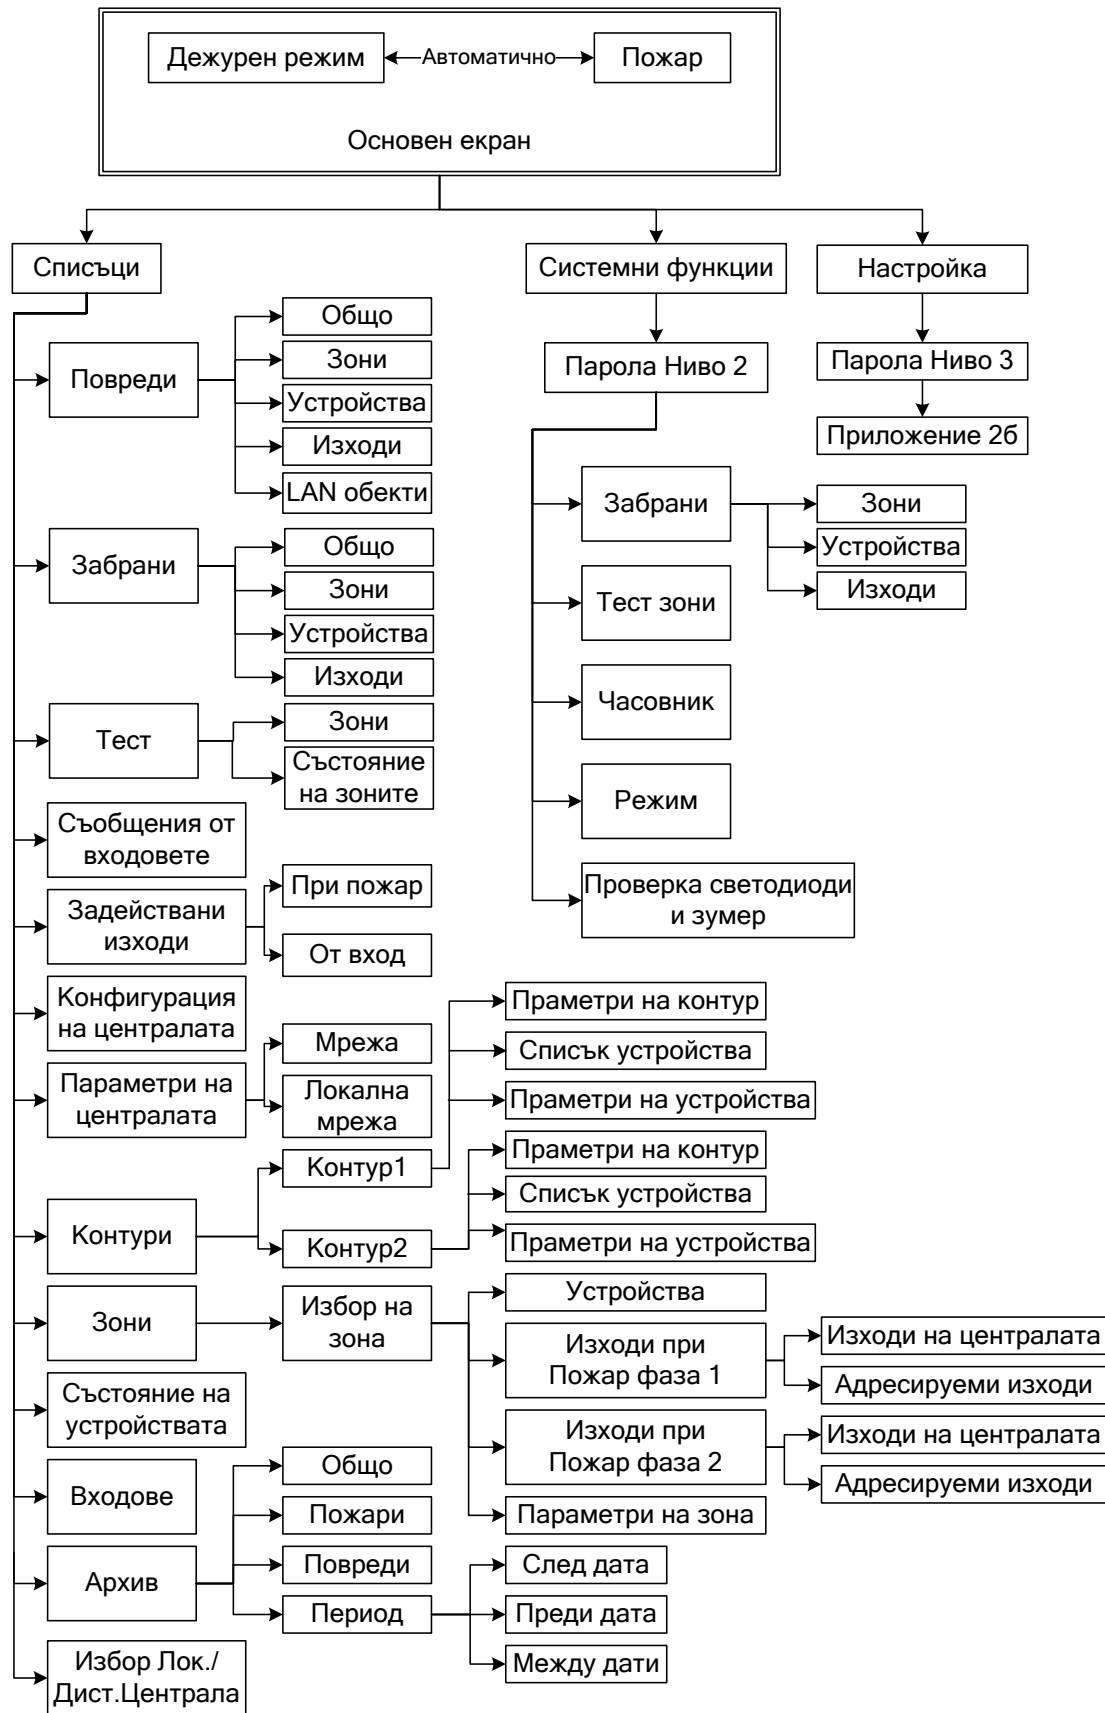 Дежурен режим
Автоматично
Пожар
Основен екран
Списъци
Системни функции
Настройка
Повреди
Общо
Зони
Устройства
Изходи
LAN обекти
Парола Ниво 2
Парола Ниво 3
Приложение 2б
Забрани
Общо
Зони
Устройства
Изходи
Забрани
Зони
Устройства
Изходи
Тест зони
Часовник
Режим
Проверка светодиоди
и зумер
Тест
Зони
Състояние
на зоните
Съобщения от
входовете
Задействани
изходи
При пожар
От вход
Конфигурация
на централата
Параметри на
централата
Мрежа
Локална
мрежа
Контури
Контур1
Праметри на контур
Списък устройства
Праметри на устройства
Контур2
Праметри на контур
Списък устройства
Праметри на устройства
Зони
Избор на
зона
Устройства
Изходи при
Пожар фаза 1
Изходи на централата
Адресируеми изходи
Изходи при
Пожар фаза 2
Изходи на централата
Адресируеми изходи
Параметри на зона
Състояние на
устройствата
Входове
Архив
Общо
Пожари
Повреди
Период
След дата
Преди дата
Между дати
Избор Лок./
Дист.Централа